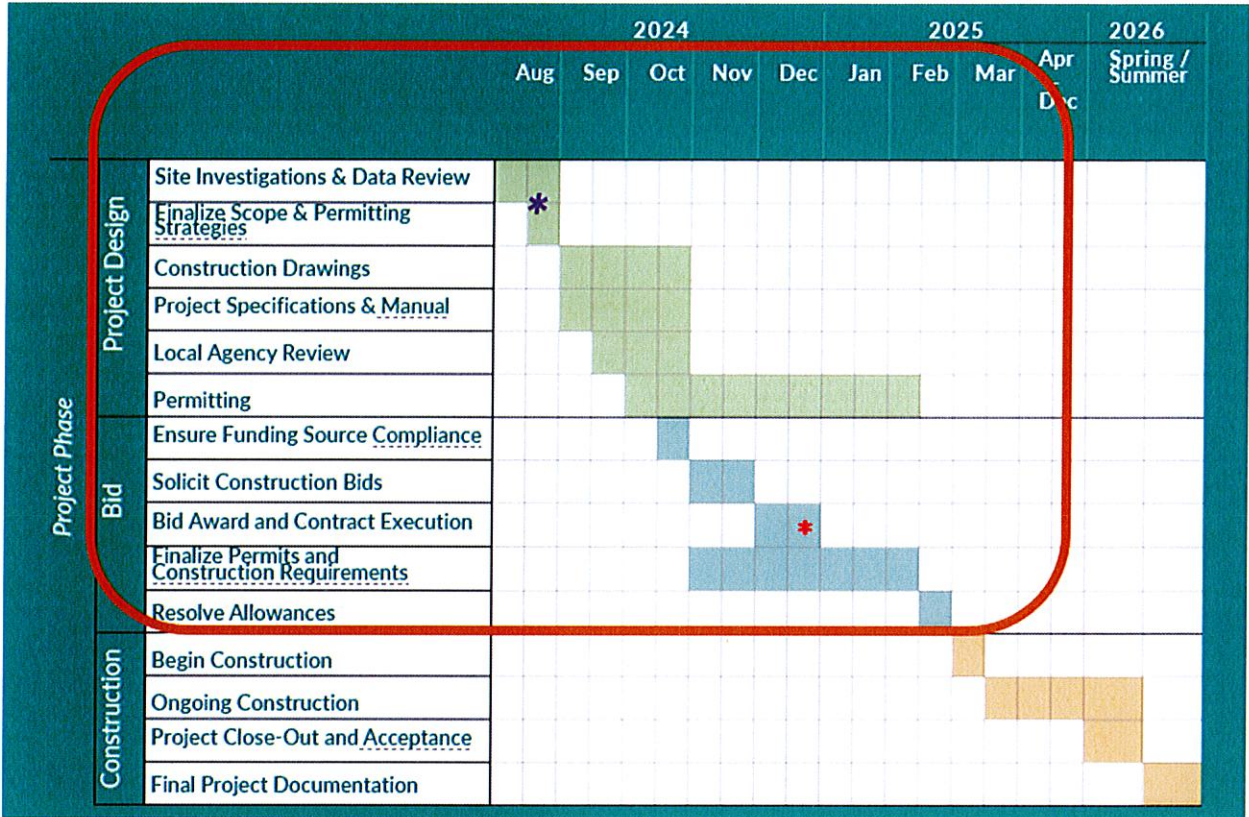 2024 2025 2026
Aug Sep Oct Nov Dec Jan Feb Mar Apr Spring /
- Summer
Dec
Project Phase
Project Design
Site Investigations & Data Review
*
Finalize Scope & Permitting
Strategies
Construction Drawings
Project Specifications & Manual
Local Agency Review
Permitting
Bid
Ensure Funding Source Compliance
Solicit Construction Bids
Bid Award and Contract Execution *
Finalize Permits and
Construction Requirements
Resolve Allowances
Construction
Begin Construction
Ongoing Construction
Project Close-Out and Acceptance
Final Project Documentation